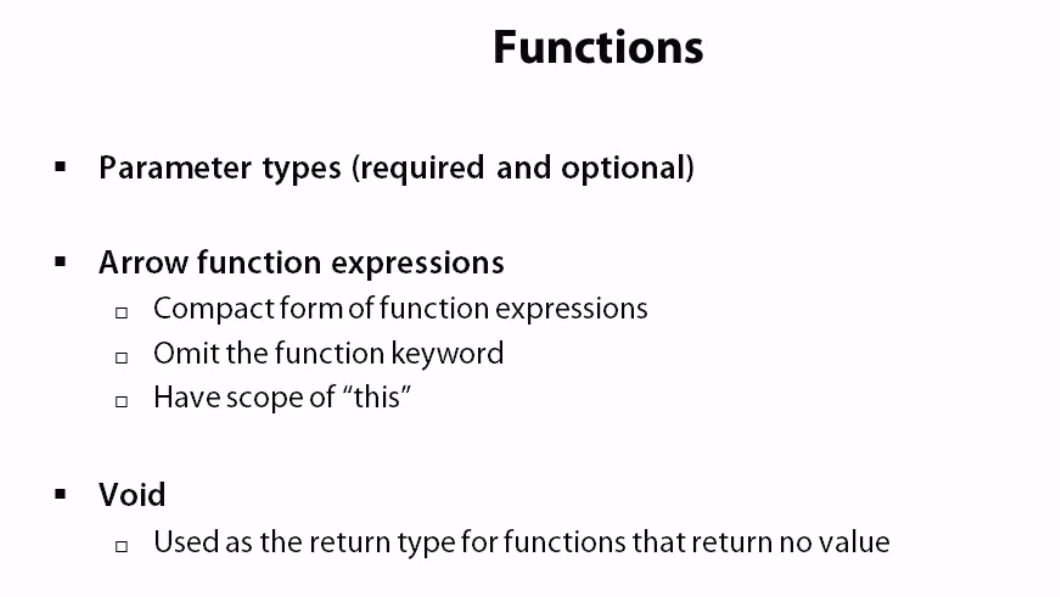 Functions
▪ Parameter types (required and optional)
▪ Arrow function expressions
▫ Compact form of function expressions
▫ Omit the function keyword
▫ Have scope of “this”
▪ Void
▫ Used as the return type for functions that return no value